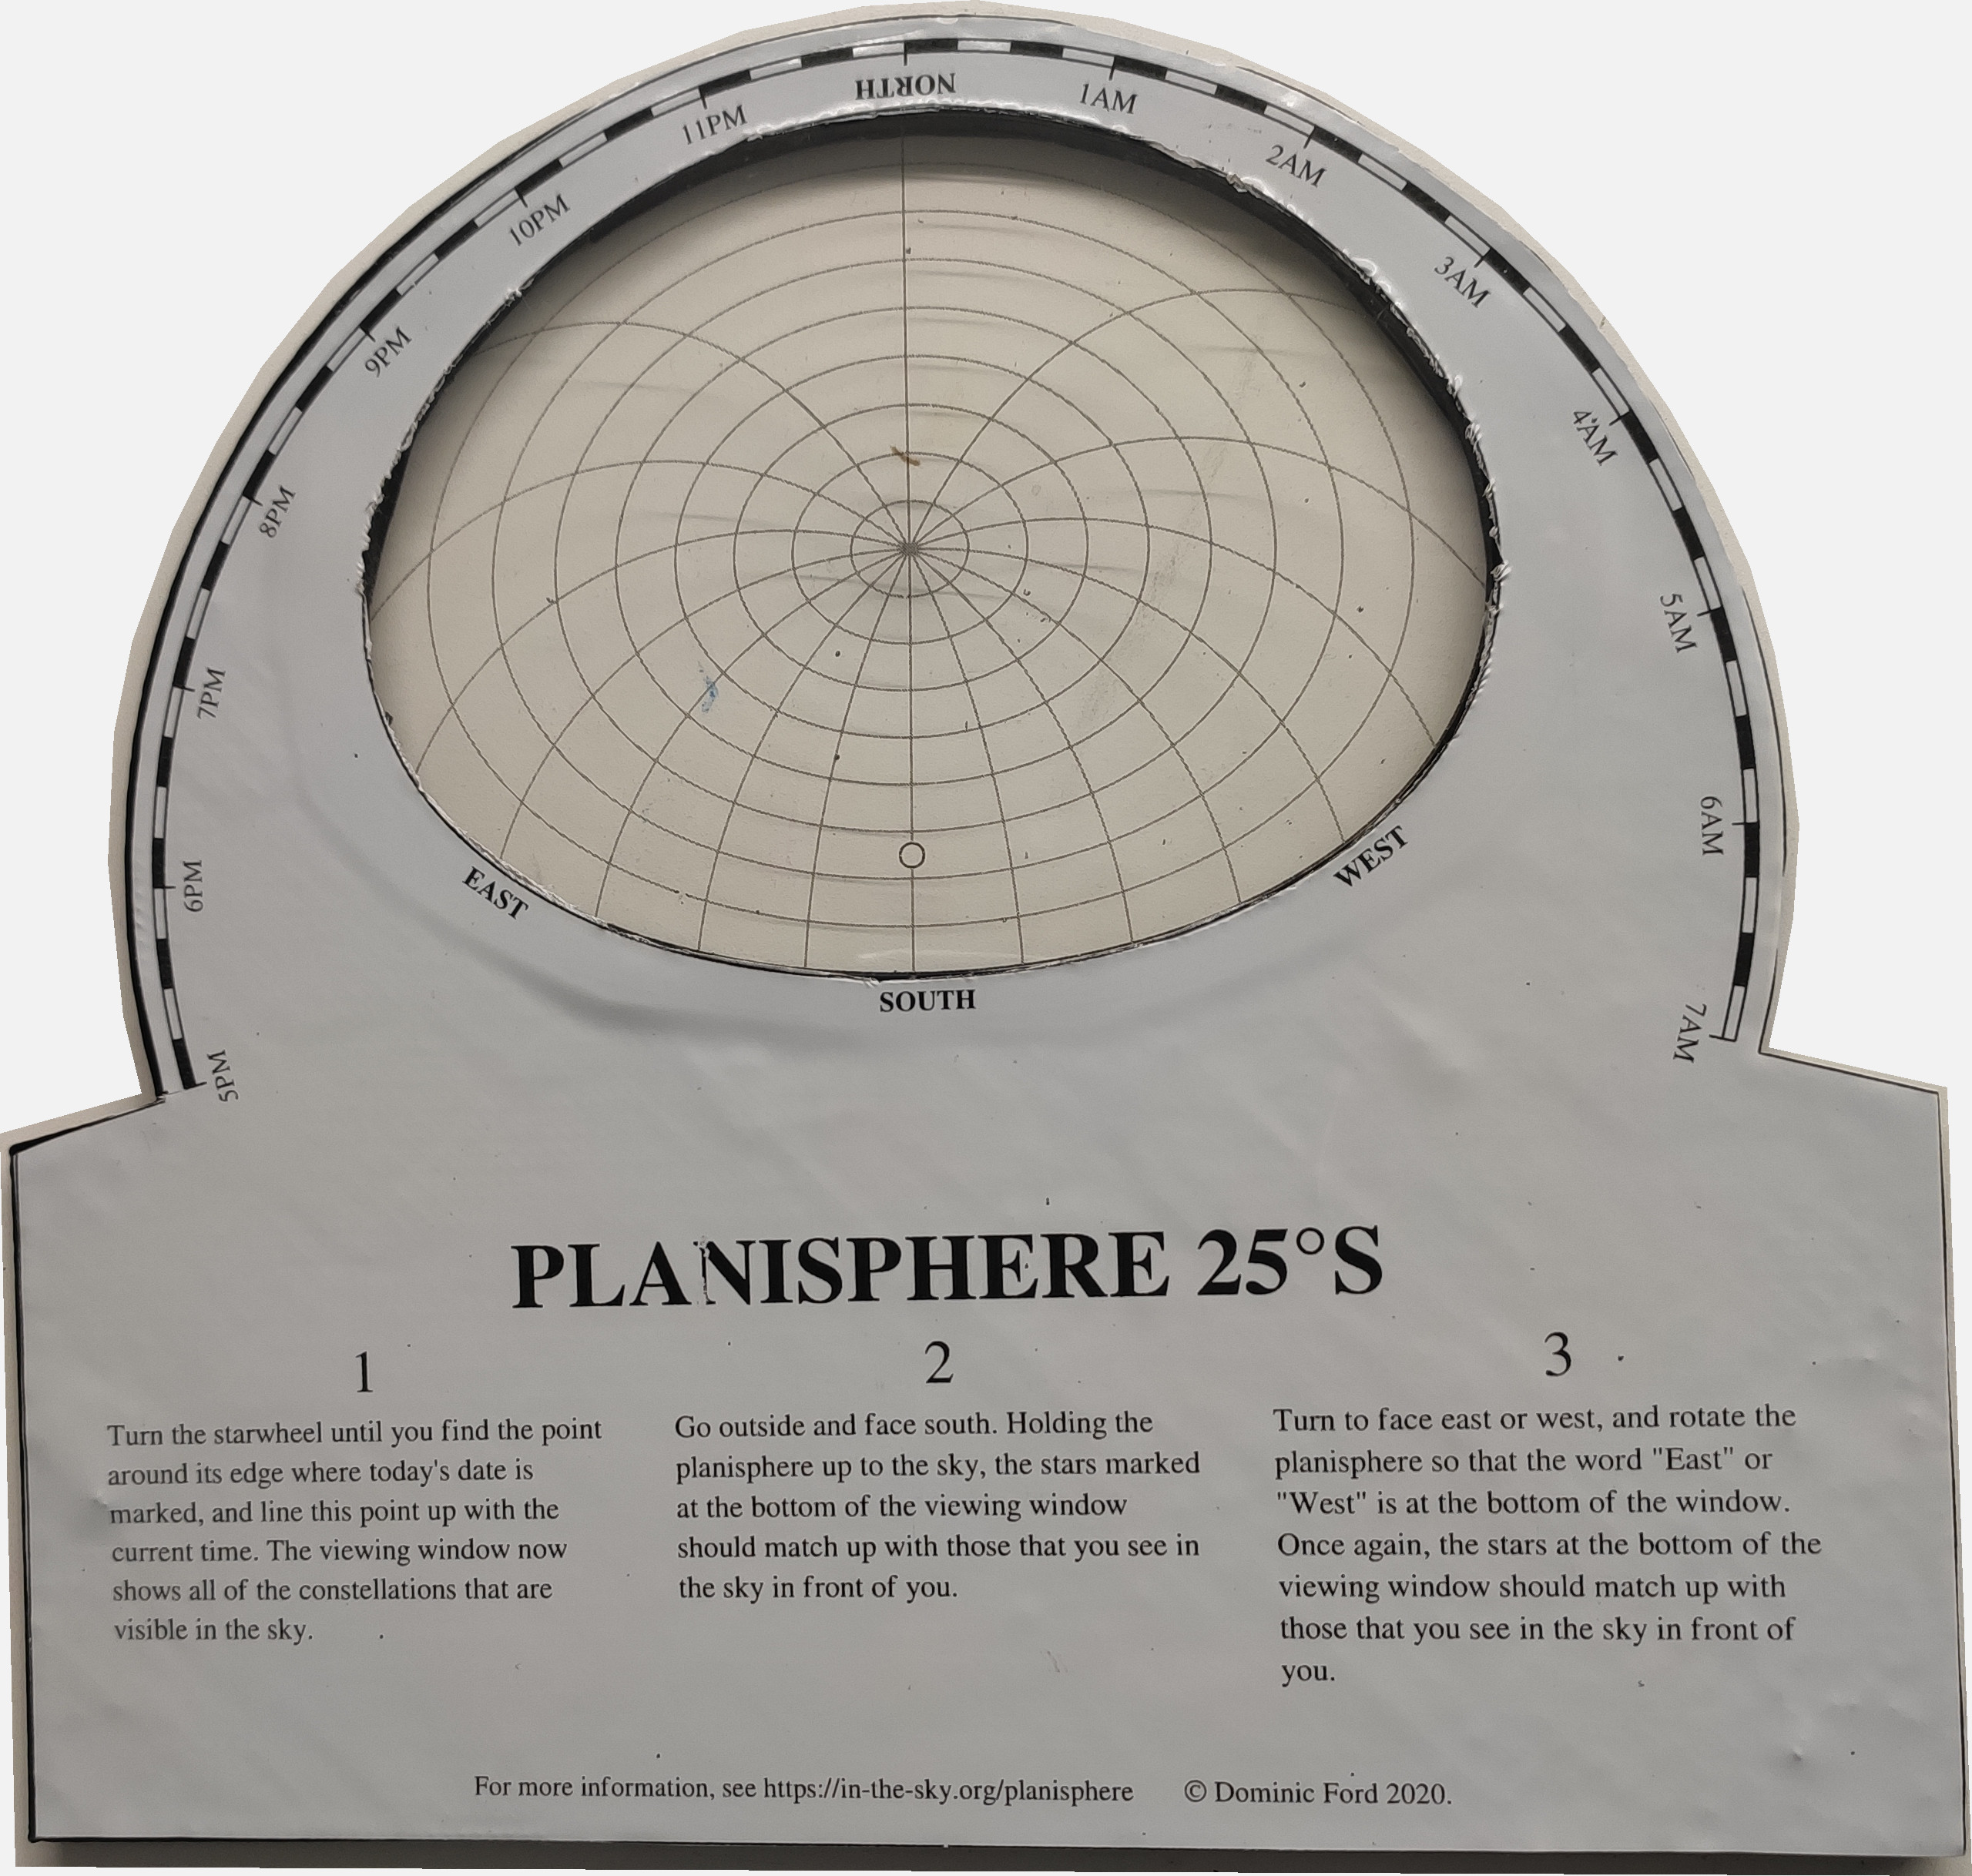 NORTH
11PM
1AM
10PM
2AM
9PM
3AM
8PM
4AM
7PM
5AM
6PM
6AM
5PM
7AM
EAST
WEST
SOUTH
PLANISPHERE 25°S
1
Turn the starwheel until you find the point
around its edge where today's date is
marked, and line this point up with the
current time. The viewing window now
shows all of the constellations that are
visible in the sky.
2
Go outside and face south. Holding the
planisphere up to the sky, the stars marked
at the bottom of the viewing window
should match up with those that you see in
the sky in front of you.
3
Turn to face east or west, and rotate the
planisphere so that the word "East" or
"West" is at the bottom of the window.
Once again, the stars at the bottom of the
viewing window should match up with
those that you see in the sky in front of
you.
For more information, see https://in-the-sky.org/planisphere © Dominic Ford 2020.